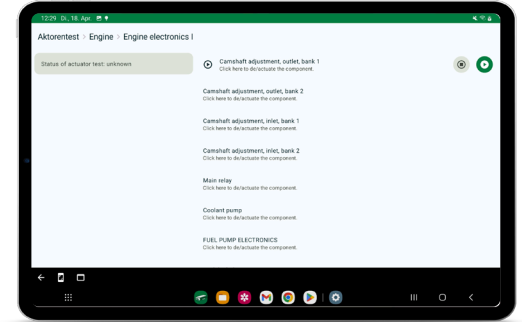 12:29 Di., 18. Apr.
Aktorentest > Engine > Engine electronics I
Status of actuator test: unknown
Camshaft adjustment, outlet, bank 1
Click here to de/actuate the component.
Camshaft adjustment, outlet, bank 2
Click here to de/actuate the component.
Camshaft adjustment, inlet, bank 1
Click here to de/actuate the component.
Camshaft adjustment, inlet, bank 2
Click here to de/actuate the component.
Main relay
Click here to de/actuate the component.
Coolant pump
Click here to de/actuate the component.
FUEL PUMP ELECTRONICS
Click here to de/actuate the component.